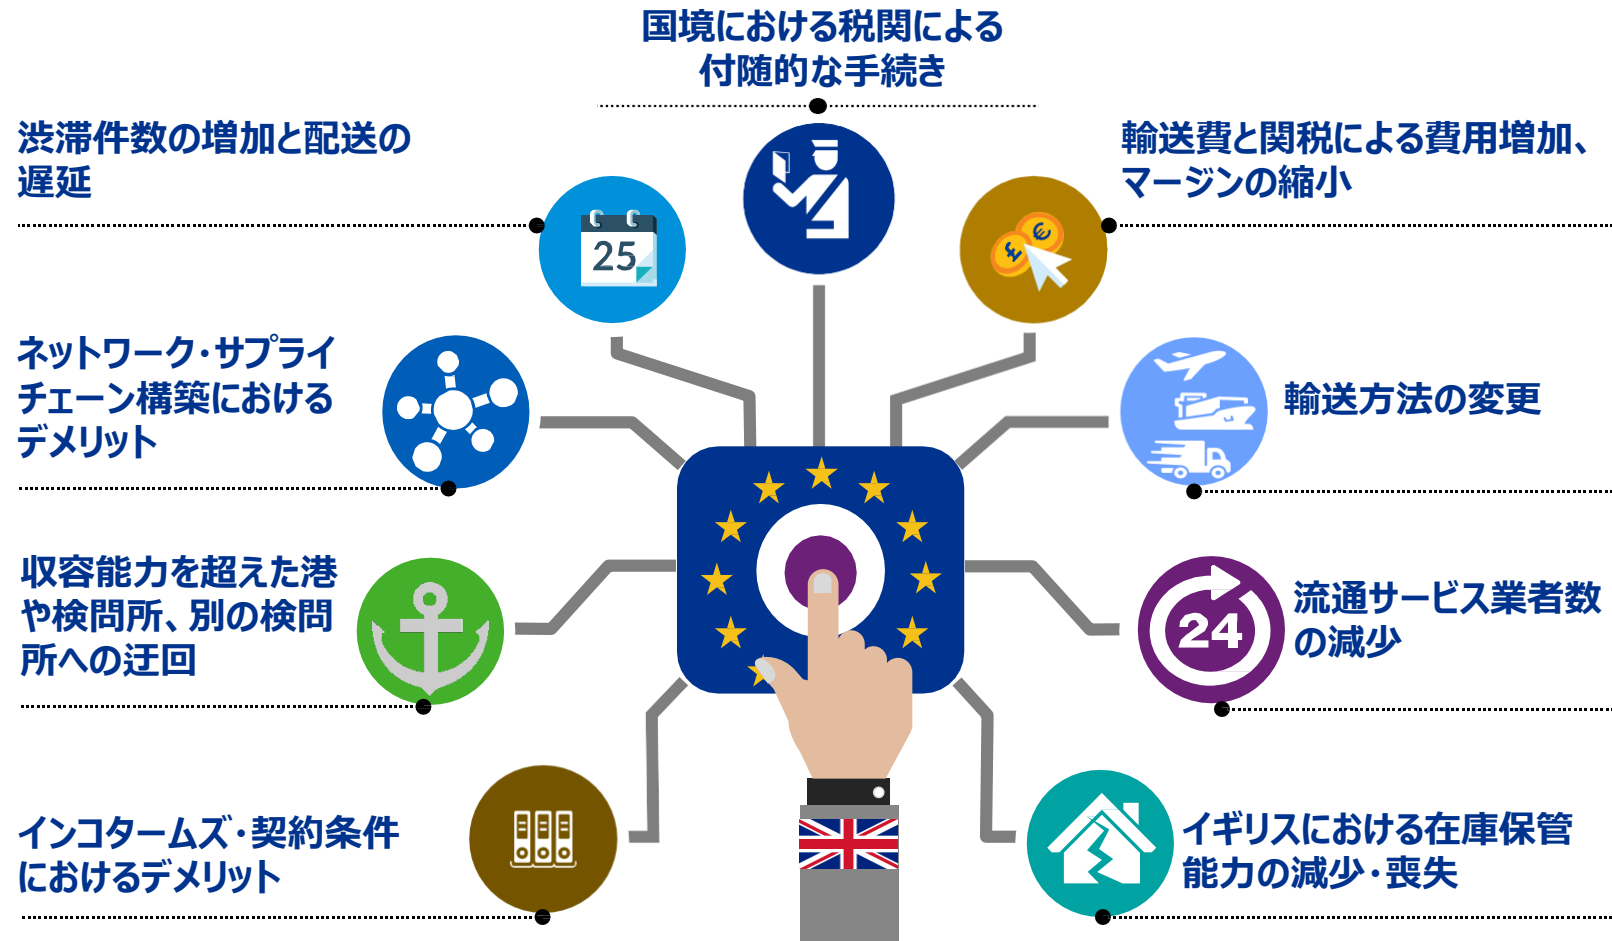 国境における税関による
付随的な手続き
渋滞件数の増加と配送の
遅延
輸送費と関税による費用増加、
マージンの縮小
25
£
€
ネットワーク・サプライ
チェーン構築における
デメリット
輸送方法の変更
収容能力を超えた港
や検問所、別の検問
所への迂回
24
流通サービス業者数
の減少
インコタームズ・契約条件
におけるデメリット
イギリスにおける在庫保管
能力の減少・喪失